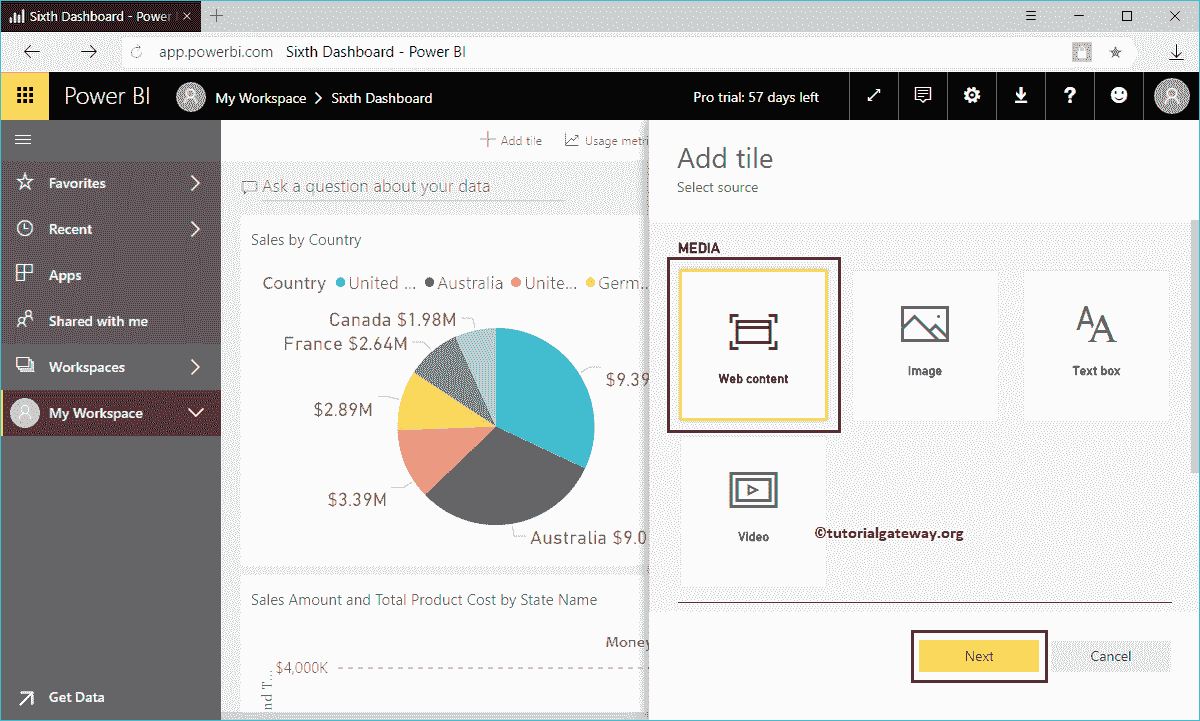 Sixth Dashboard - Power
app.powerbi.com Sixth Dashboard - Power BI
Power BI
My Workspace > Sixth Dashboard
Pro trial: 57 days left
?
Favorites
Recent
Apps
Shared with me
Workspaces
My Workspace
Get Data
Add tile
Usage metri
Ask a question about your data
Sales by Country
Country United ... Australia Unite... Germ...
Canada $1.98M
France $2.64M
$9.39
$2.89M
$3.39M
Australia $9.0
Sales Amount and Total Product Cost by State Name
Money
$4,000K
nd T...
Add tile
Select source
MEDIA
Web content
Image
Text box
Video
©tutorialgateway.org
Next
Cancel